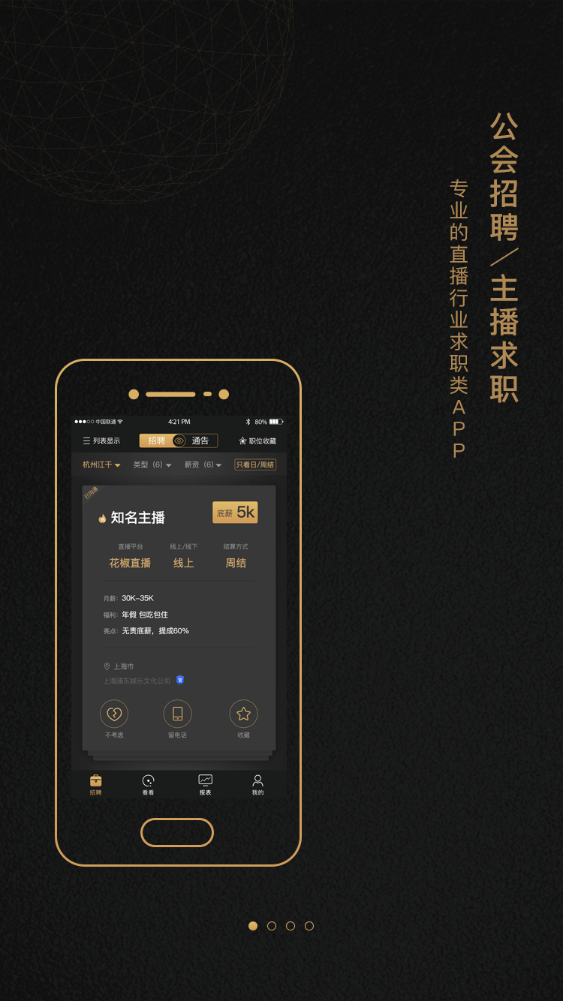 公会招聘/主播求职
专业的直播行业求职类APP
中国联通 4:21 PM 80%
列表显示 招聘 通告 职位收藏
杭州江干 类型（6） 薪资（6） 只看日/周结
知名主播 底薪 5k
直播平台 线上/线下 结算方式
花椒直播 线上 周结
月薪： 30K-35K
福利： 年假 包吃包住
亮点： 无责底薪，提成60%
上海市
上海浦东娱乐文化公司
不考虑 留电话 收藏
招聘 看看 报表 我的